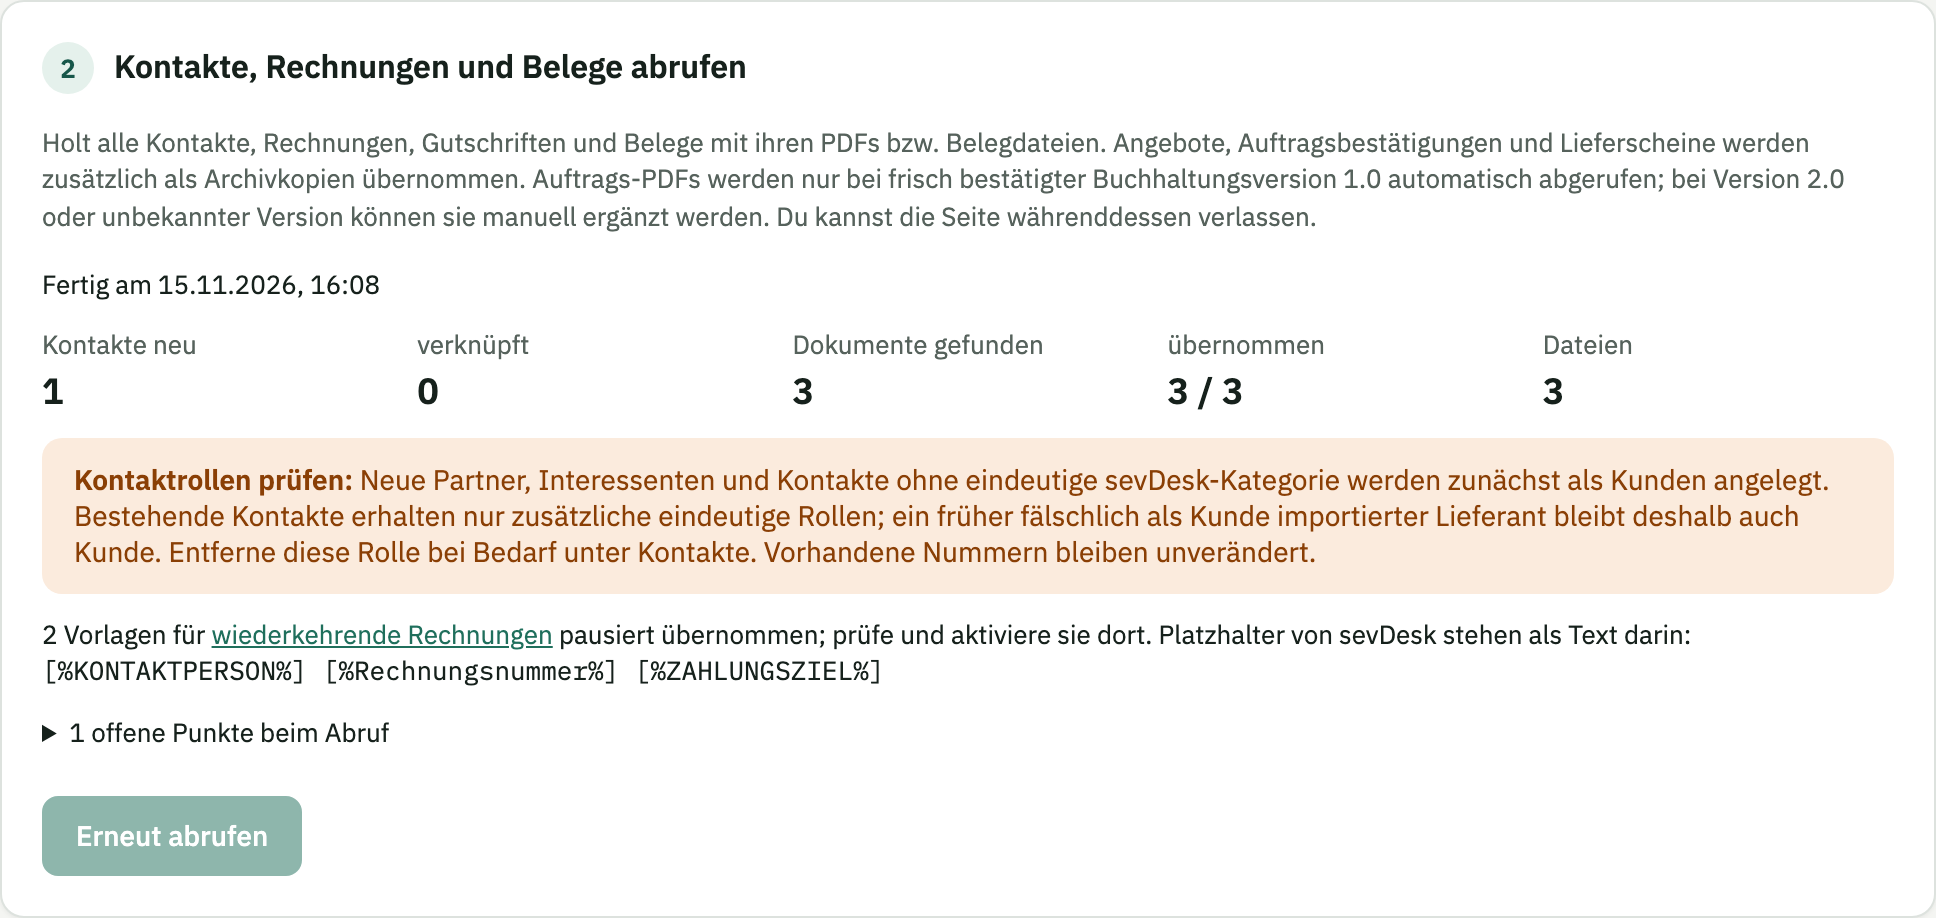 2 Kontakte, Rechnungen und Belege abrufen
Holt alle Kontakte, Rechnungen, Gutschriften und Belege mit ihren PDFs bzw. Belegdateien. Angebote, Auftragsbestätigungen und Lieferscheine werden
zusätzlich als Archivkopien übernommen. Auftrags-PDFs werden nur bei frisch bestätigter Buchhaltungsversion 1.0 automatisch abgerufen; bei Version 2.0
oder unbekannter Version können sie manuell ergänzt werden. Du kannst die Seite währenddessen verlassen.
Fertig am 15.11.2026, 16:08
Kontakte neu verknüpft Dokumente gefunden übernommen Dateien
1 0 3 3 / 3 3
Kontaktrollen prüfen: Neue Partner, Interessenten und Kontakte ohne eindeutige sevDesk-Kategorie werden zunächst als Kunden angelegt.
Bestehende Kontakte erhalten nur zusätzliche eindeutige Rollen; ein früher fälschlich als Kunde importierter Lieferant bleibt deshalb auch
Kunde. Entferne diese Rolle bei Bedarf unter Kontakte. Vorhandene Nummern bleiben unverändert.
2 Vorlagen für wiederkehrende Rechnungen pausiert übernommen; prüfe und aktiviere sie dort. Platzhalter von sevDesk stehen als Text darin:
[%KONTAKTPERSON%] [%Rechnungsnummer%] [%ZAHLUNGSZIEL%]
1 offene Punkte beim Abruf
Erneut abrufen